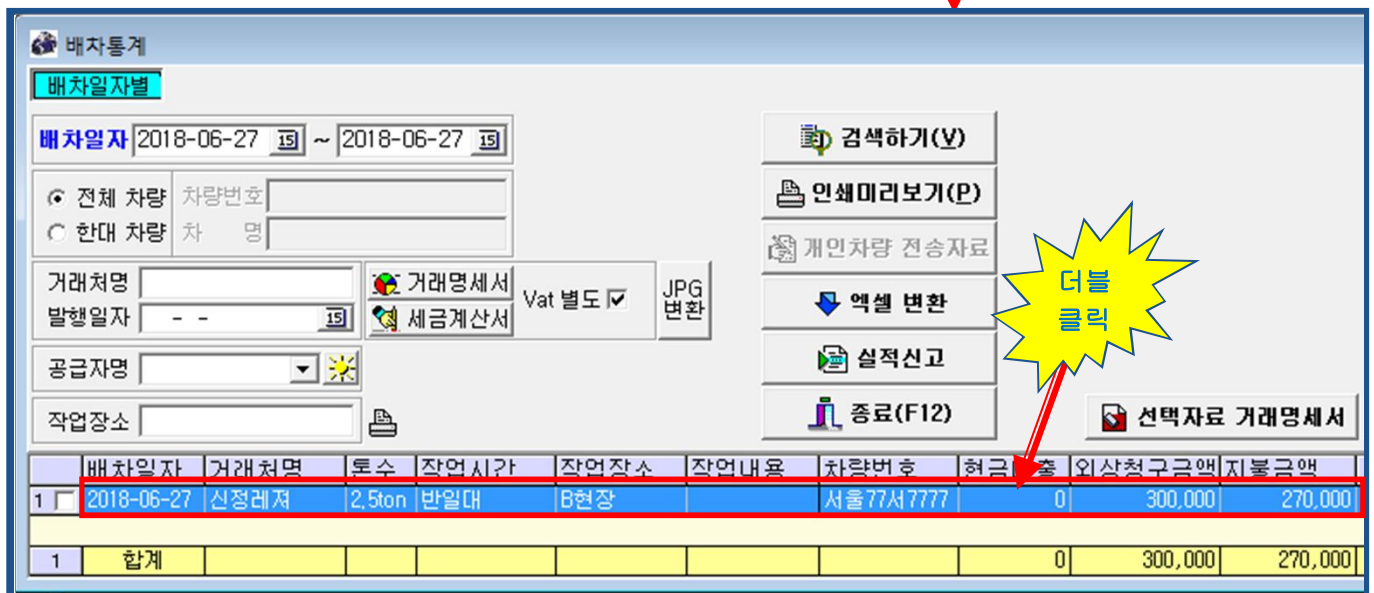 배차통계
배차일자별
배차일자 2018-06-27 15 ~ 2018-06-27 15
전체 차량 차량번호
한대 차량 차 명
거래처명
발행일자 - - 15
거래명세서
세금계산서
Vat 별도
JPG
변환
공급자명
작업장소
검색하기(V)
인쇄미리보기(P)
개인차량 전송자료
엑셀 변환
실적신고
종료(F12)
더블
클릭
선택자료 거래명세서
배차일자 거래처명 톤수 작업시간 작업장소 작업내용 차량번호 현금 출 외상청구금액 지불금액
1 2018-06-27 신정레져 2,5ton 반일대 B현장 서울77서7777 0 300,000 270,000
1 합계 0 300,000 270,000